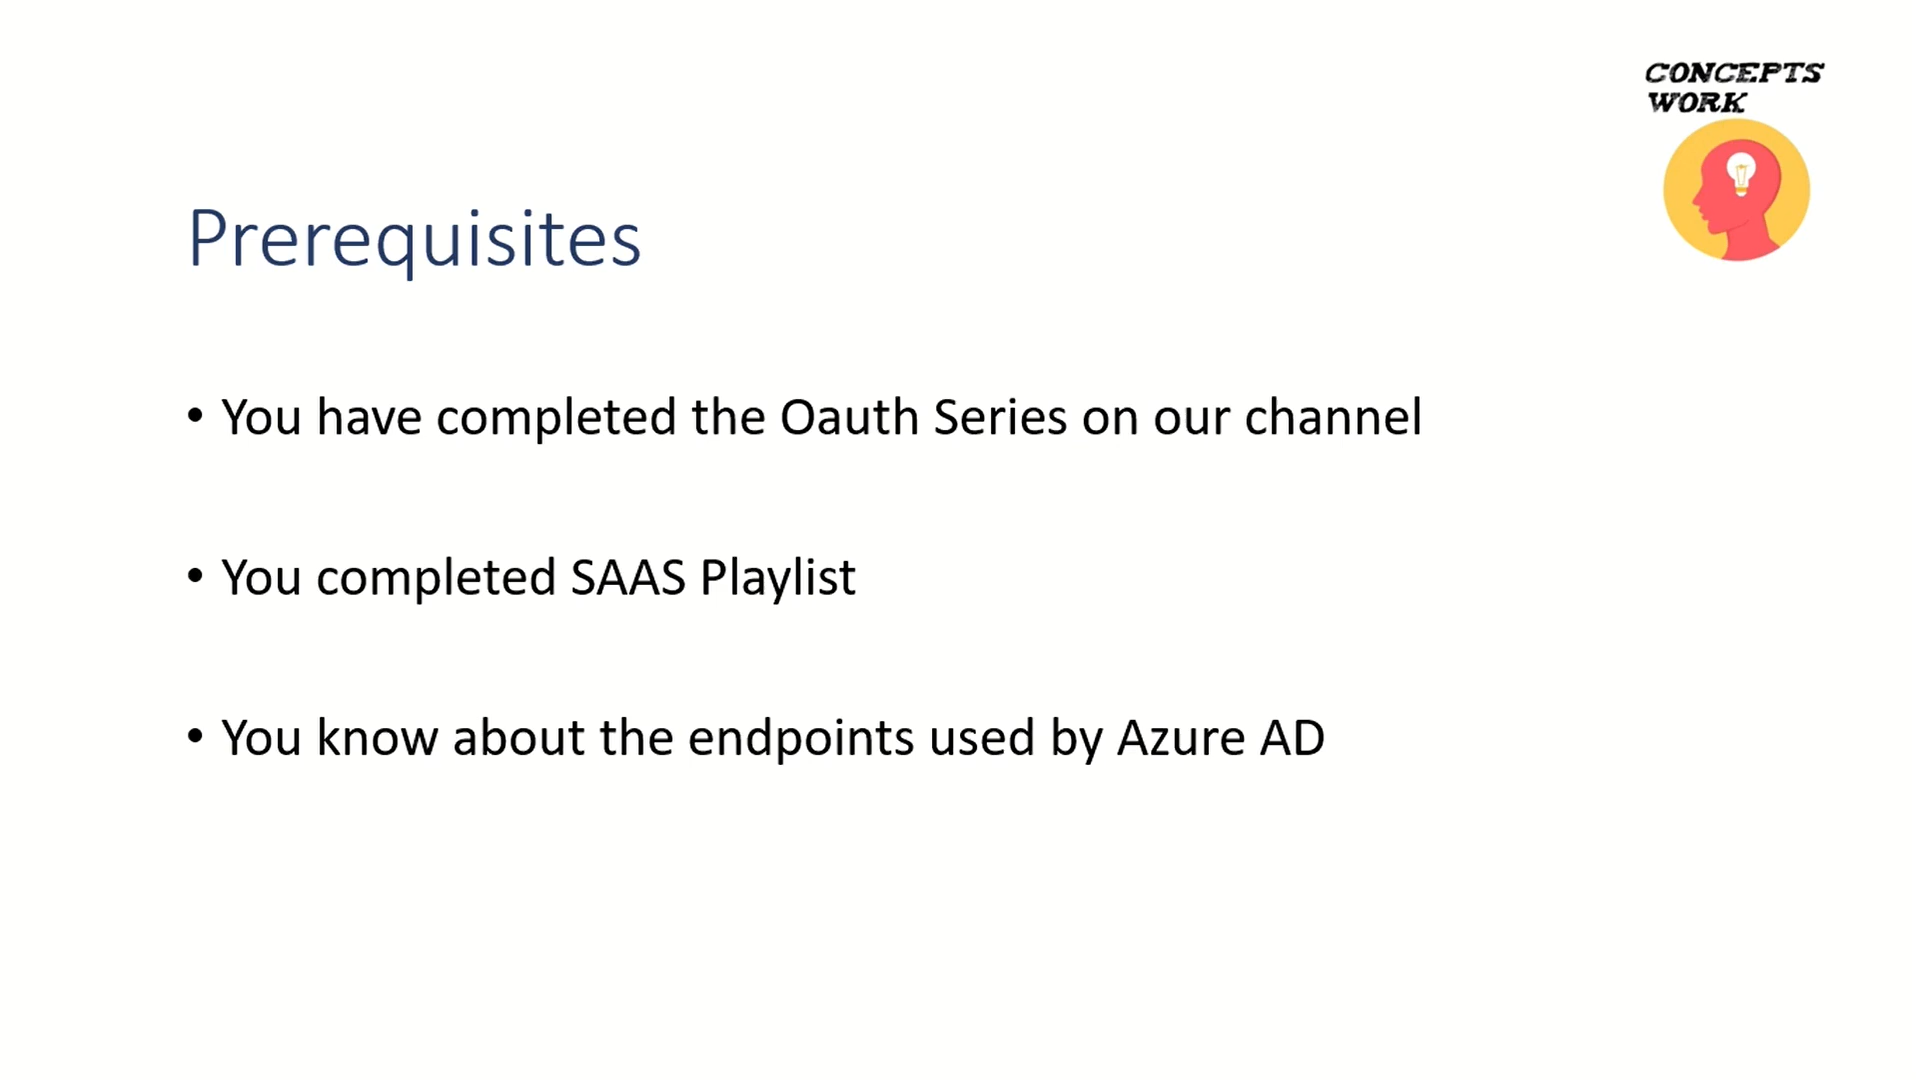 CONCEPTS
WORK
Prerequisites
• You have completed the Oauth Series on our channel
• You completed SAAS Playlist
• You know about the endpoints used by Azure AD